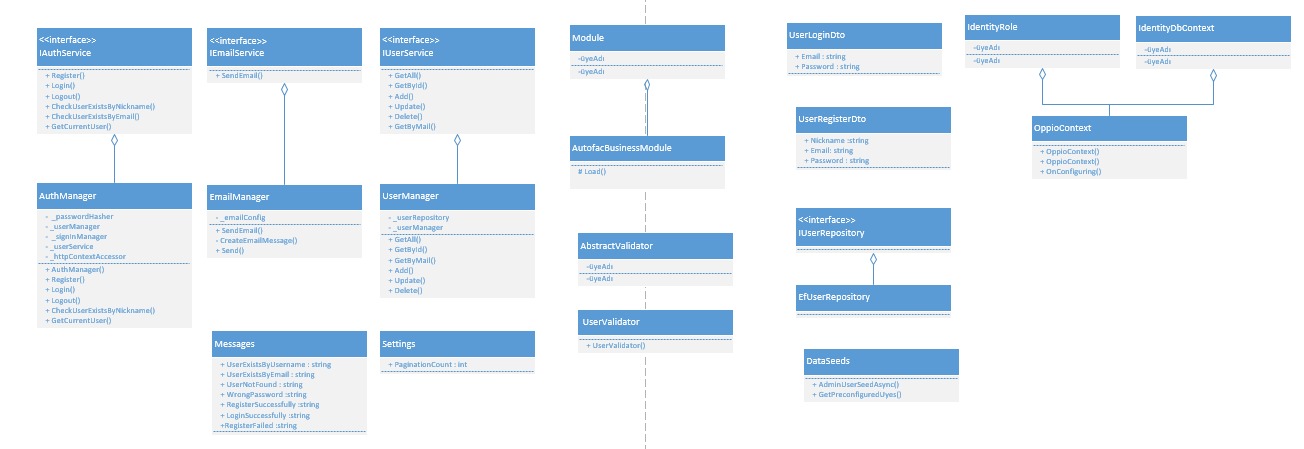 <<interface>>
IAuthService
+ Register()
+ Login()
+ Logout()
+ CheckUserExistsByNickname()
+ CheckUserExistsByEmail()
+ GetCurrentUser()
AuthManager
- _passwordHasher
- _userManager
- _signInManager
- _userService
- _httpContextAccessor
+ AuthManager()
+ Register()
+ Login()
+ Logout()
+ CheckUserExistsByNickname()
+ GetCurrentUser()
<<interface>>
IEmailService
+ SendEmail()
EmailManager
- _emailConfig
+ SendEmail()
- CreateEmailMessage()
+ Send()
<<interface>>
IUserService
+ GetAll()
+ GetById()
+ Add()
+ Update()
+ Delete()
+ GetByMail()
UserManager
- _userRepository
- _userManager
+ GetAll()
+ GetById()
+ GetByMail()
+ Add()
+ Update()
+ Delete()
Messages
+ UserExistsByUsername : string
+ UserExistsByEmail : string
+ UserNotFound : string
+ WrongPassword : string
+ RegisterSuccessfully :string
+ LoginSuccessfully :string
+RegisterFailed :string
Settings
+ PaginationCount : int
Module
-üyeAdı
-üyeAdı
AutofacBusinessModule
# Load()
AbstractValidator
-üyeAdı
-üyeAdı
UserValidator
+ UserValidator()
UserLoginDto
+ Email : string
+ Password : string
UserRegisterDto
+ Nickname :string
+ Email: string
+ Password : string
<<interface>>
IUserRepository
EfUserRepository
DataSeeds
+ AdminUserSeedAsync()
+ GetPreconfiguredUyes()
IdentityRole
-üyeAdı
-üyeAdı
IdentityDbContext
-üyeAdı
-üyeAdı
OppioContext
+ OppioContext()
+ OppioContext()
+ OnConfiguring()